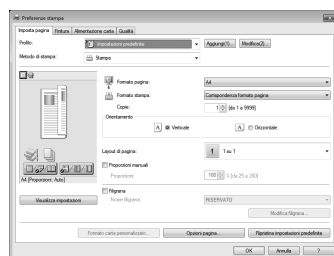 Preferenze stampa
Imposta pagina Finitura Alimentazione carta Qualità
Profilo: Impostazioni predefinite Aggiungi(1)... Modifica(2)...
Metodo di stampa: Stampa
Formato pagina: A4
Formato stampa: Corrispondenza formato pagina
Copie: 1 [da 1 a 9999]
Orientamento
A Verticale A Orizzontale
Layout di pagina: 1 1 su 1
Proporzioni manuali
Proporzioni: 100 % [da 25 a 200]
A4 [Proporzioni: Auto]
Filigrana
Visualizza impostazioni Nome filigrana: RISERVATO
Modifica filigrana...
Formato carta personalizzato... Opzioni pagina... Ripristina impostazioni predefinite
OK Annulla ?